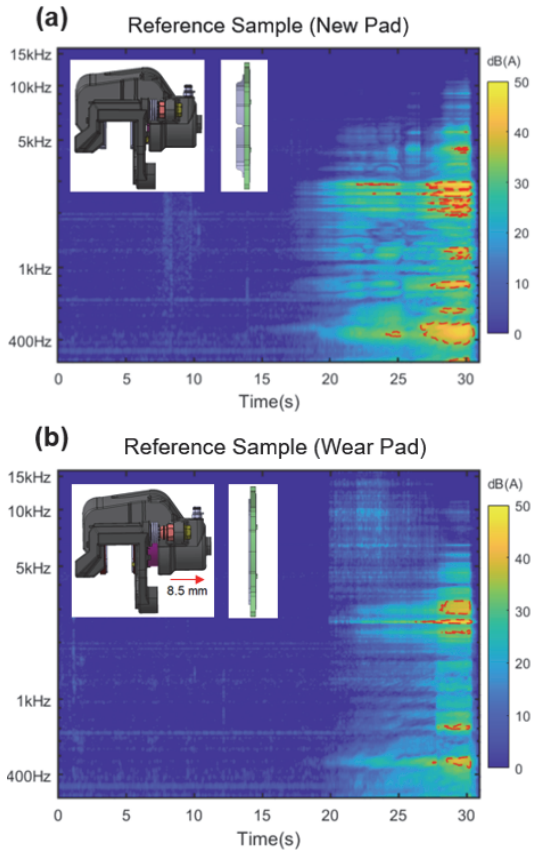 (a)
Reference Sample (New Pad)
dB(A)
15kHz
10kHz
5kHz
1kHz
400Hz
50
40
30
20
10
0
0 5 10 15 20 25 30
Time(s)
(b)
Reference Sample (Wear Pad)
dB(A)
15kHz
10kHz
5kHz
1kHz
400Hz
8.5 mm
50
40
30
20
10
0
0 5 10 15 20 25 30
Time(s)